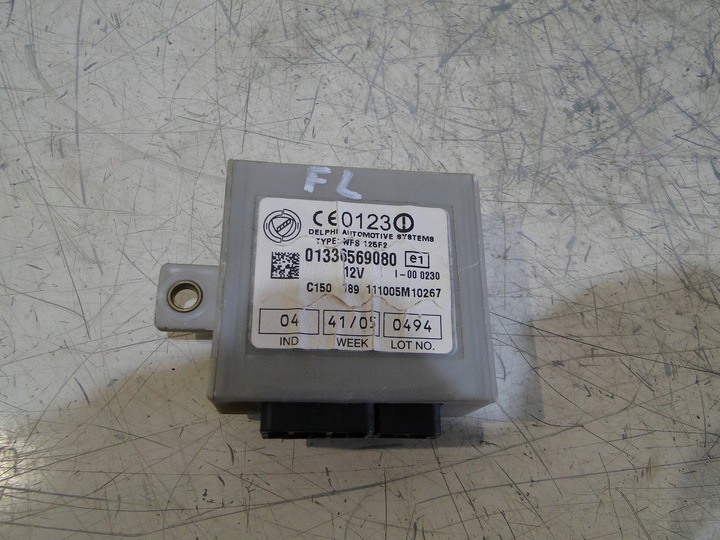 FL
CE0123
DELPHI AUTOMOTIVE SYSTEMS
TYPE: WFS 125F2
01336569080 e1
12V I-00 0230
C150 189 111005M10267
04 41/05 0494
IND WEEK LOT NO.